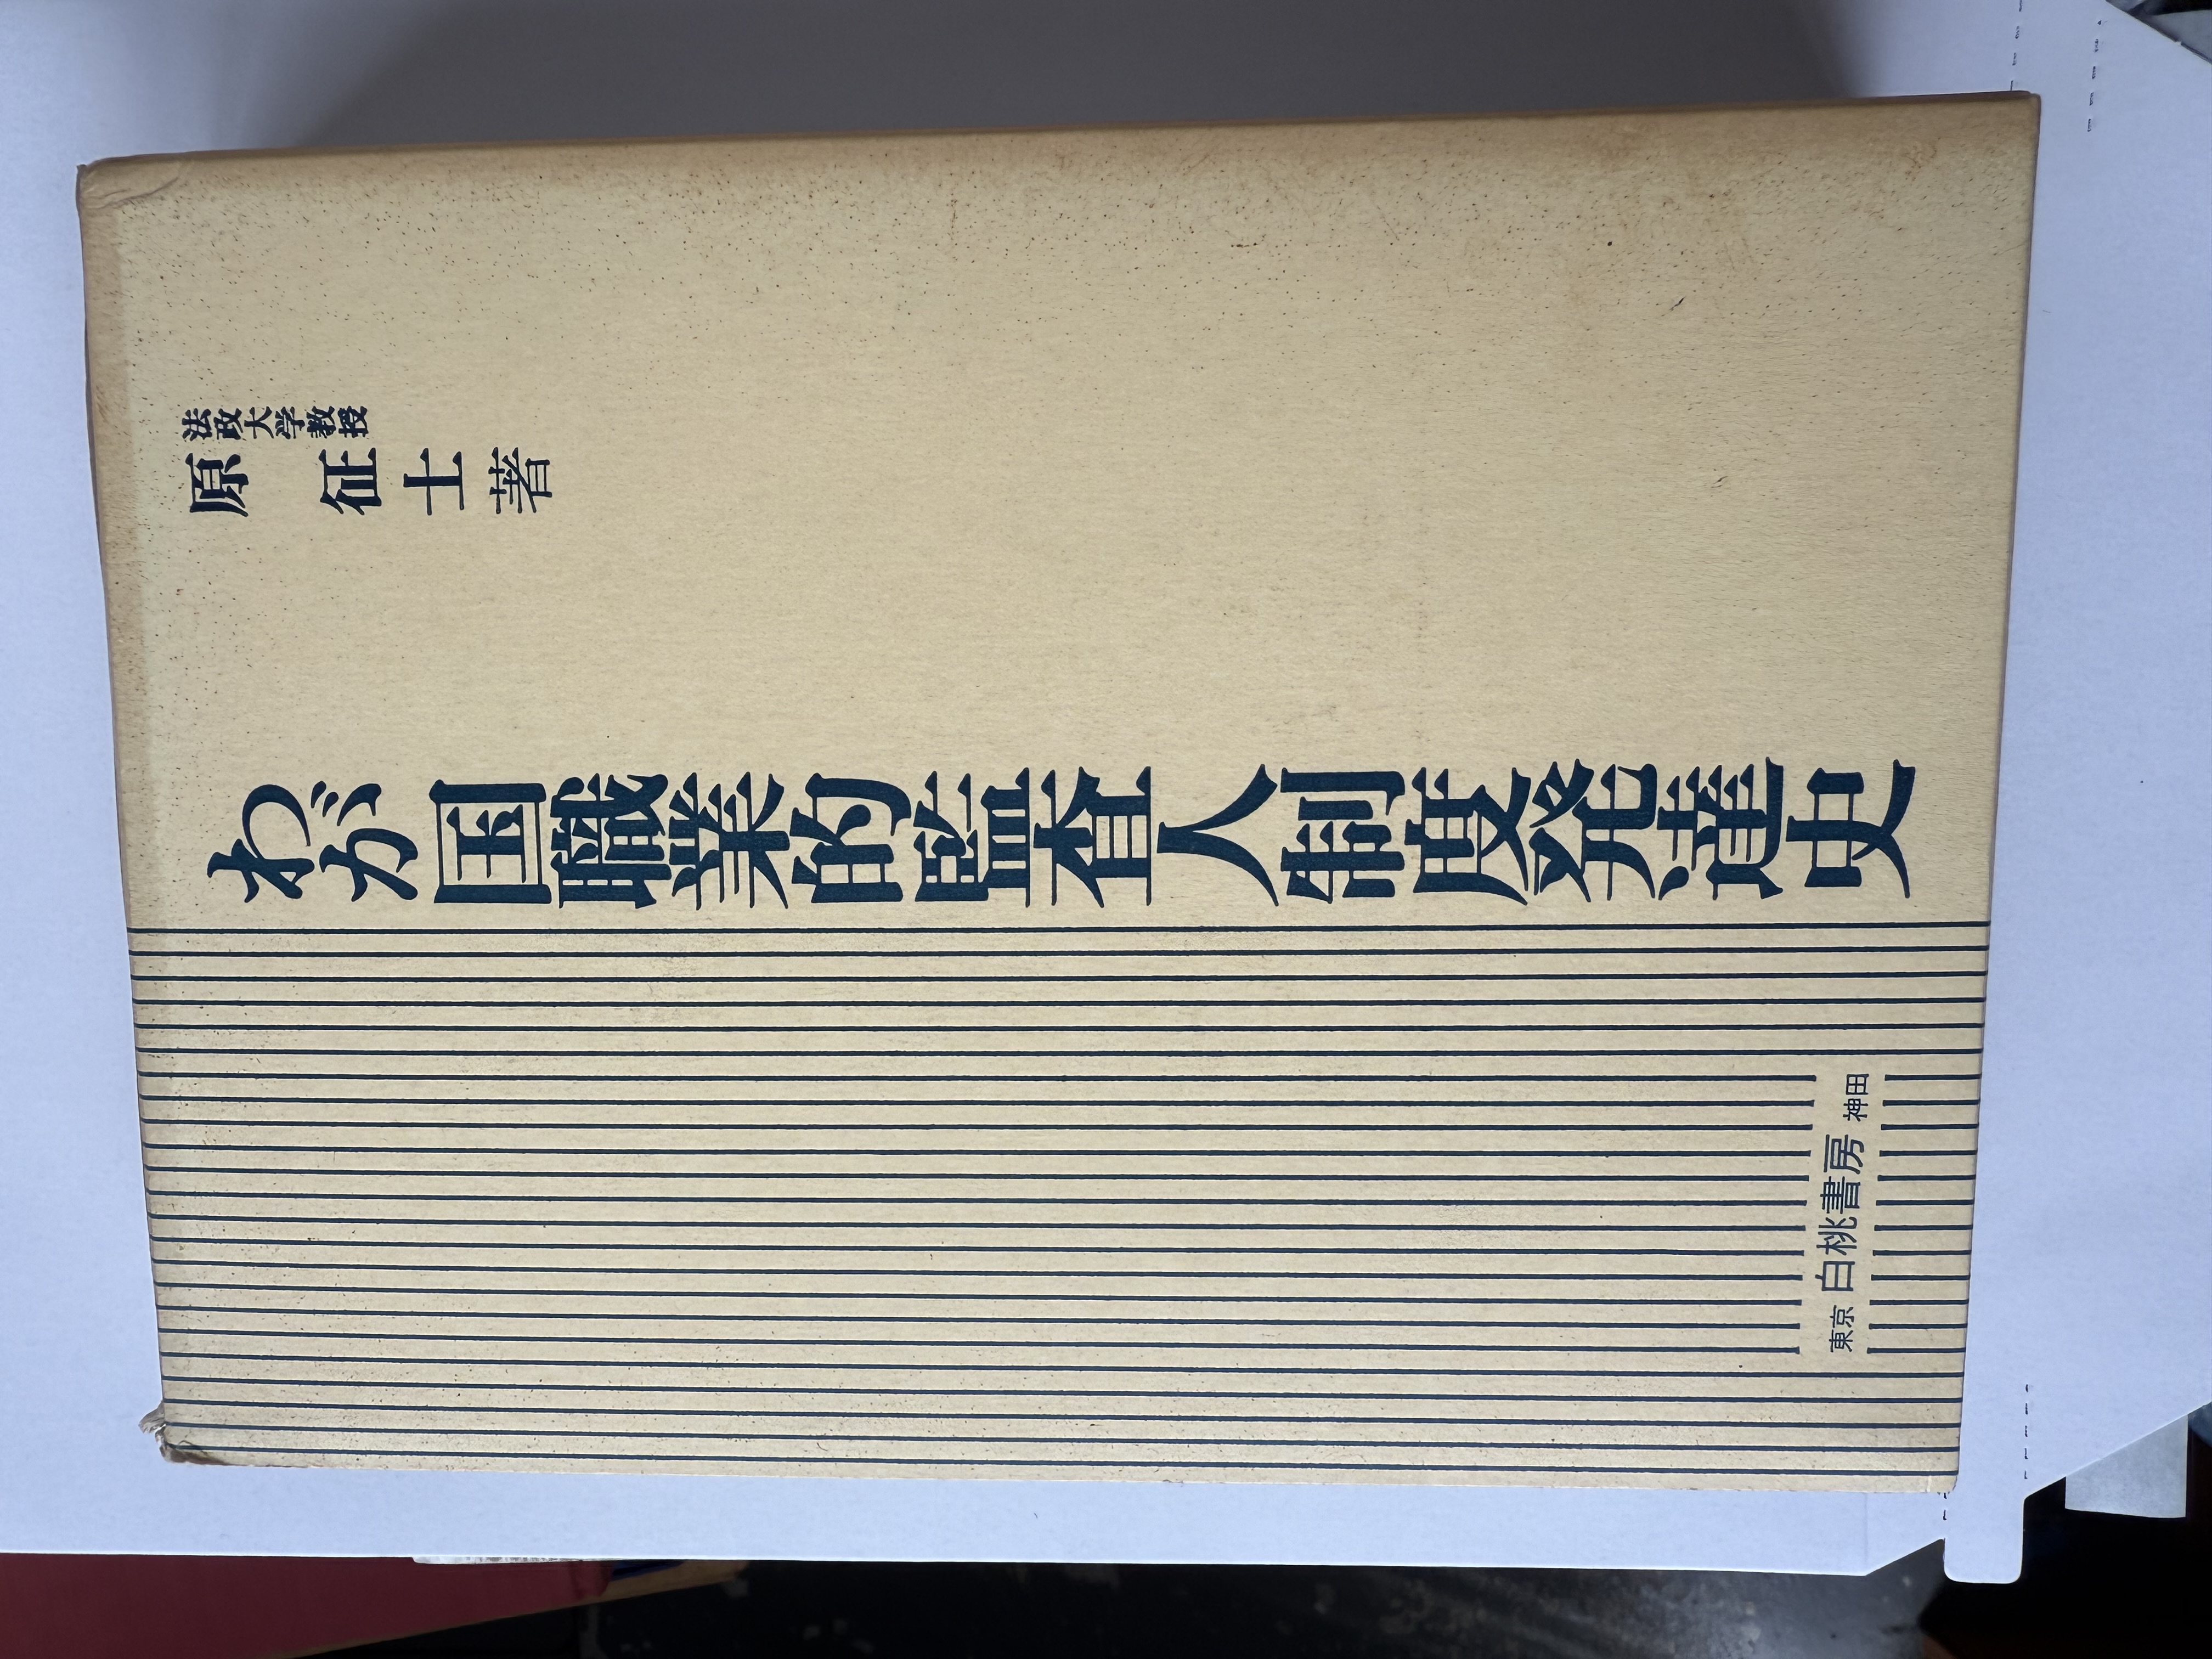 わが国職業的監査人制度発達史
法政大学教授
原 征士 著
東京 白桃書房 神田